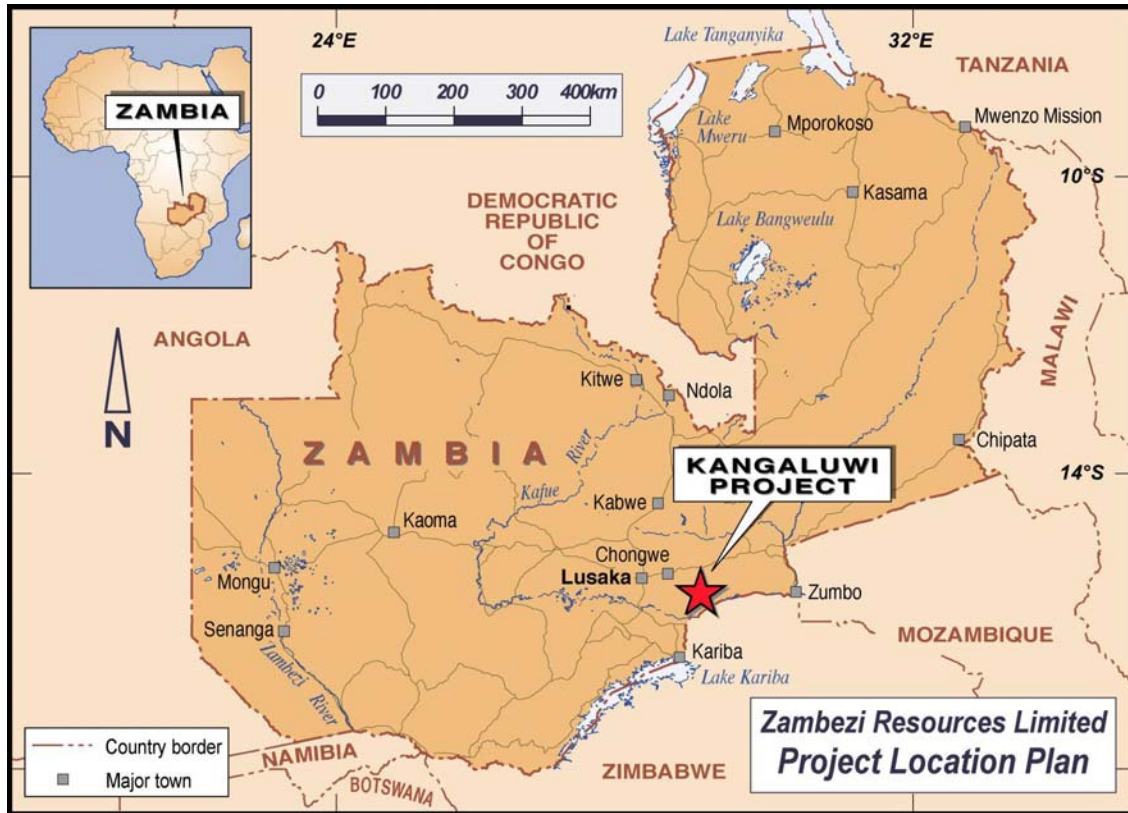 24°E
32°E
Lake Tanganyika
TANZANIA
ZAMBIA
0 100 200 300 400km
Lake
Mweru
Mporokoso
Mwenzo Mission
10°S
DEMOCRATIC
REPUBLIC
OF
CONGO
Kasama
Lake Bangweulu
ANGOLA
MALAWI
N
Kitwe
Ndola
ZAMBIA
River
Kafue
KANGALUWI
PROJECT
Chipata
14°S
Kabwe
Kaoma
Chongwe
Lusaka
Mongu
Zumbo
Senanga
MOZAMBIQUE
Iambezi
River
Kariba
Lake Kariba
Country border
Major town
NAMIBIA
BOTSWANA
ZIMBABWE
Zambezi Resources Limited
Project Location Plan